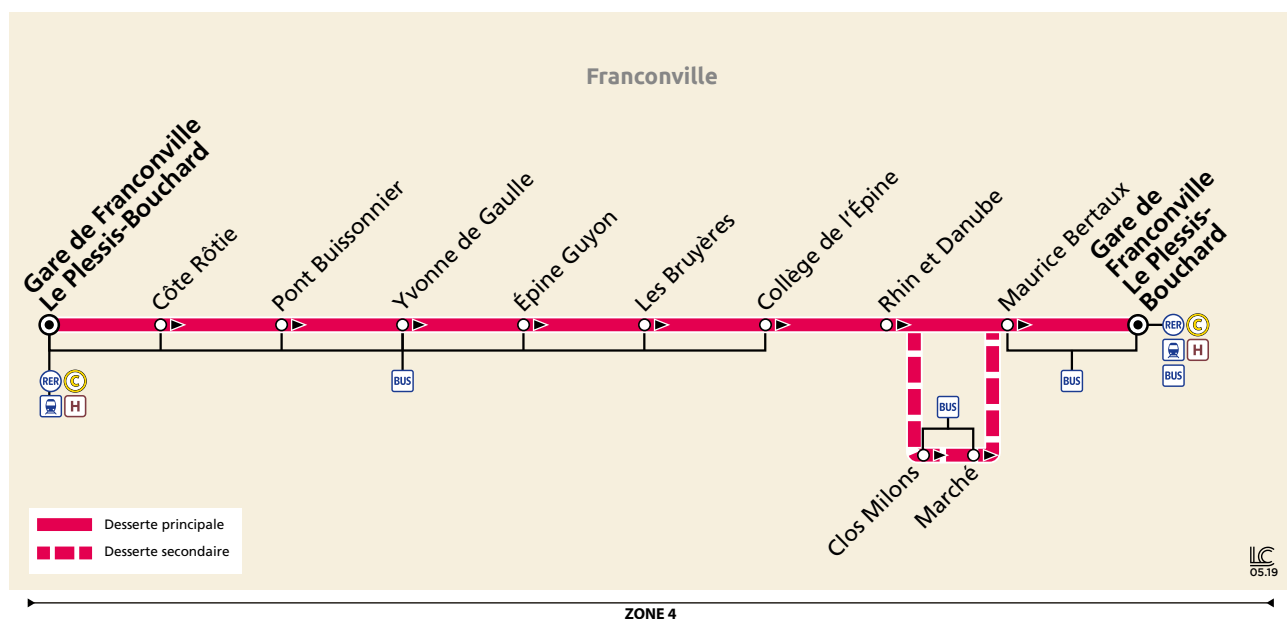 Franconville
Gare de Franconville
Le Plessis-Bouchard
Côte Rôtie
Pont Buissonnier
Yvonne de Gaulle
Épine Guyon
Les Bruyères
Collège de l'Épine
Rhin et Danube
Maurice Bertaux
Gare de
Franconville
Le Plessis-
Bouchard
RER C
H
BUS
RER C
H
BUS
BUS
BUS
Clos Milons
Marché
Desserte principale
Desserte secondaire
LC
05.19
ZONE 4